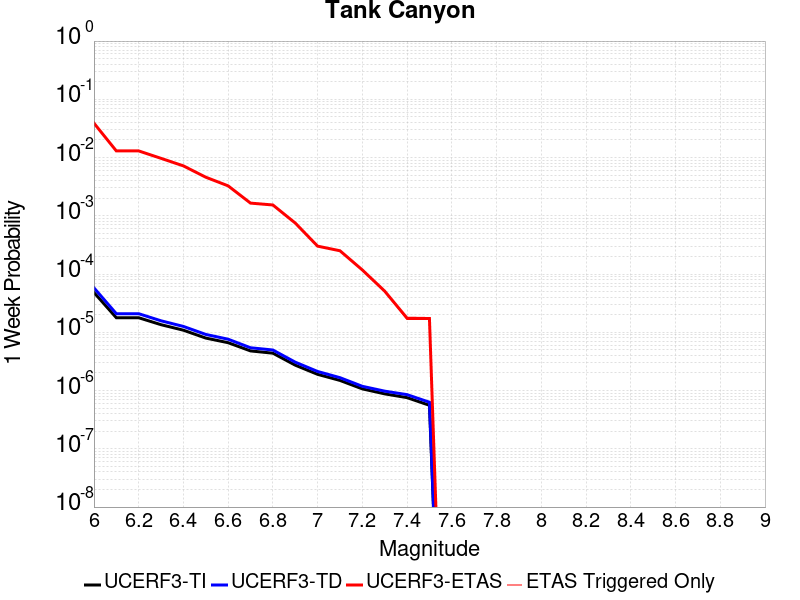 Tank Canyon
10 0
10 -1
10 -2
10 -3
10 -4
10 -5
10 -6
10 -7
10 -8
1 Week Probability
6 6.2 6.4 6.6 6.8 7 7.2 7.4 7.6 7.8 8 8.2 8.4 8.6 8.8 9
Magnitude
UCERF3-TI UCERF3-TD UCERF3-ETAS ETAS Triggered Only